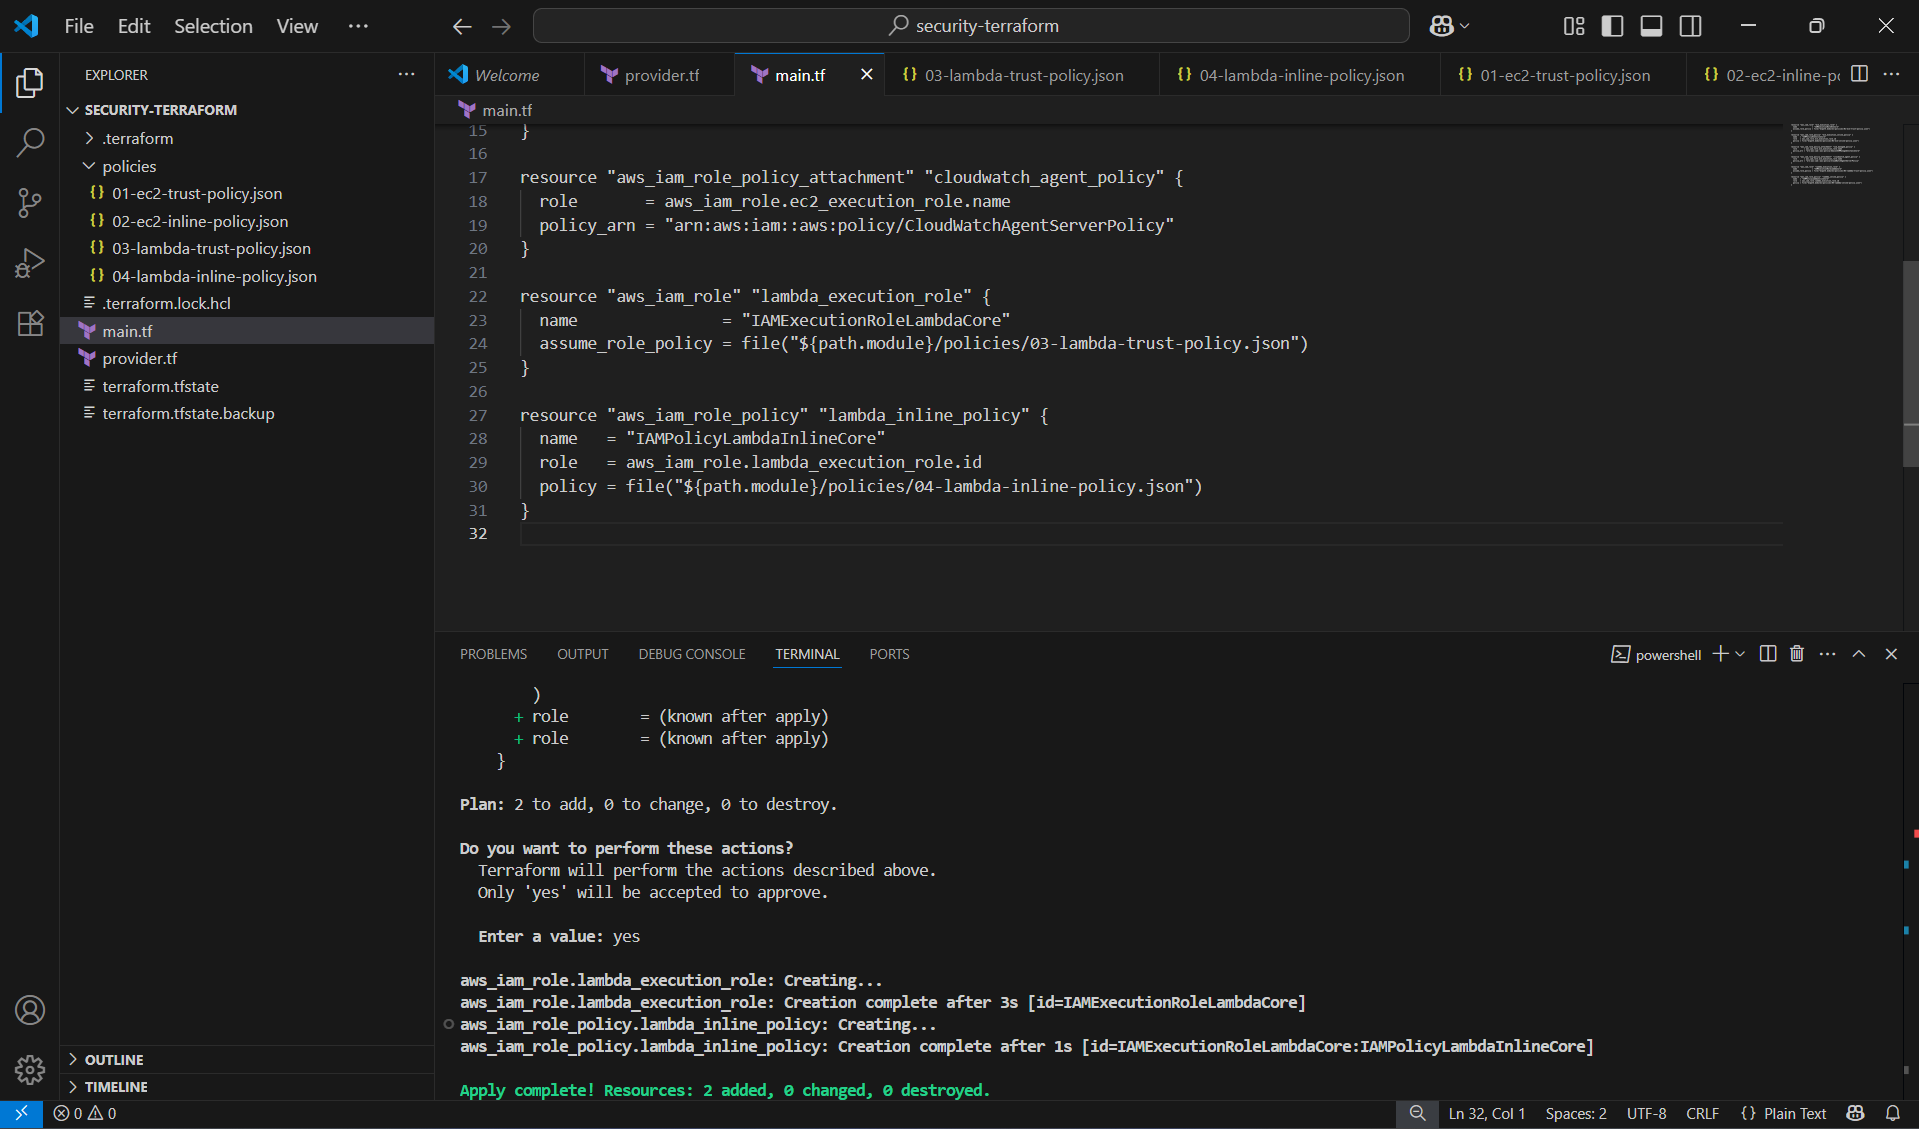 File Edit Selection View ···
security-terraform
EXPLORER
SECURITY-TERRAFORM
.terraform
policies
{} 01-ec2-trust-policy.json
{} 02-ec2-inline-policy.json
{} 03-lambda-trust-policy.json
{} 04-lambda-inline-policy.json
.terraform.lock.hcl
main.tf
provider.tf
terraform.tfstate
terraform.tfstate.backup
OUTLINE
TIMELINE
Welcome provider.tf main.tf {} 03-lambda-trust-policy.json {} 04-lambda-inline-policy.json {} 01-ec2-trust-policy.json {} 02-ec2-inline-po
main.tf
15 }
16
17 resource "aws_iam_role_policy_attachment" "cloudwatch_agent_policy" {
18 role       = aws_iam_role.ec2_execution_role.name
19 policy_arn = "arn:aws:iam::aws:policy/CloudWatchAgentServerPolicy"
20 }
21
22 resource "aws_iam_role" "lambda_execution_role" {
23 name               = "IAMExecutionRoleLambdaCore"
24 assume_role_policy = file("${path.module}/policies/03-lambda-trust-policy.json")
25 }
26
27 resource "aws_iam_role_policy" "lambda_inline_policy" {
28 name   = "IAMPolicyLambdaInlineCore"
29 role   = aws_iam_role.lambda_execution_role.id
30 policy = file("${path.module}/policies/04-lambda-inline-policy.json")
31 }
32
PROBLEMS OUTPUT DEBUG CONSOLE TERMINAL PORTS
powershell
)
+ role        = (known after apply)
+ role        = (known after apply)
}
Plan: 2 to add, 0 to change, 0 to destroy.
Do you want to perform these actions?
Terraform will perform the actions described above.
Only 'yes' will be accepted to approve.
Enter a value: yes
aws_iam_role.lambda_execution_role: Creating...
aws_iam_role.lambda_execution_role: Creation complete after 3s [id=IAMExecutionRoleLambdaCore]
aws_iam_role_policy.lambda_inline_policy: Creating...
aws_iam_role_policy.lambda_inline_policy: Creation complete after 1s [id=IAMExecutionRoleLambdaCore:IAMPolicyLambdaInlineCore]
Apply complete! Resources: 2 added, 0 changed, 0 destroyed.
0 0 Ln 32, Col 1 Spaces: 2 UTF-8 CRLF {} Plain Text